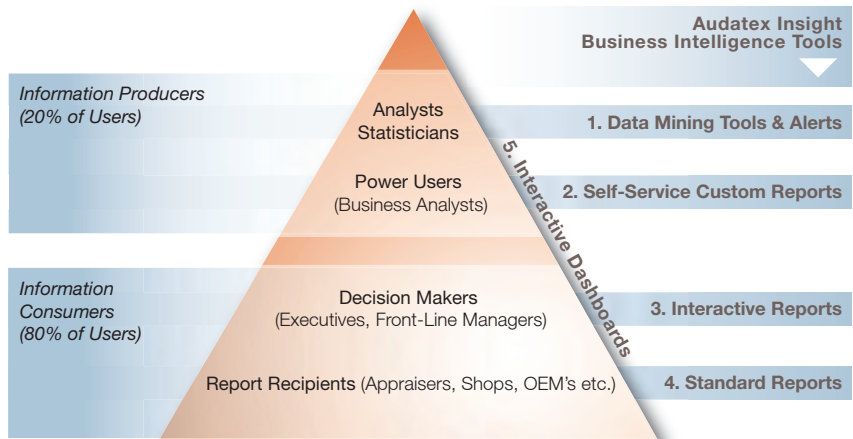 Audatex Insight
Business Intelligence Tools
Information Producers
(20% of Users)
Analysts
Statisticians
1. Data Mining Tools & Alerts
Power Users
(Business Analysts)
2. Self-Service Custom Reports
5. Interactive Dashboards
Information
Consumers
(80% of Users)
Decision Makers
(Executives, Front-Line Managers)
3. Interactive Reports
Report Recipients (Appraisers, Shops, OEM's etc.)
4. Standard Reports